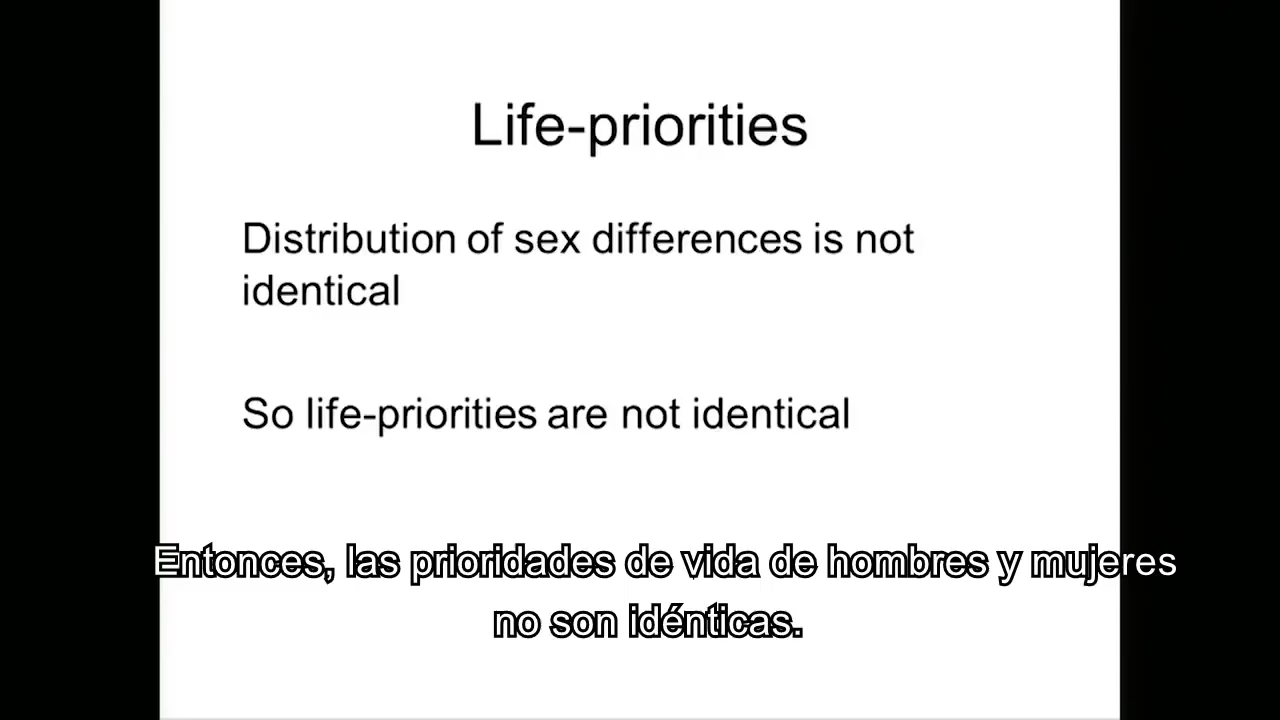 Life-priorities
Distribution of sex differences is not
identical
So life-priorities are not identical
Entonces, las prioridades de vida de hombres y mujeres
no son idénticas.